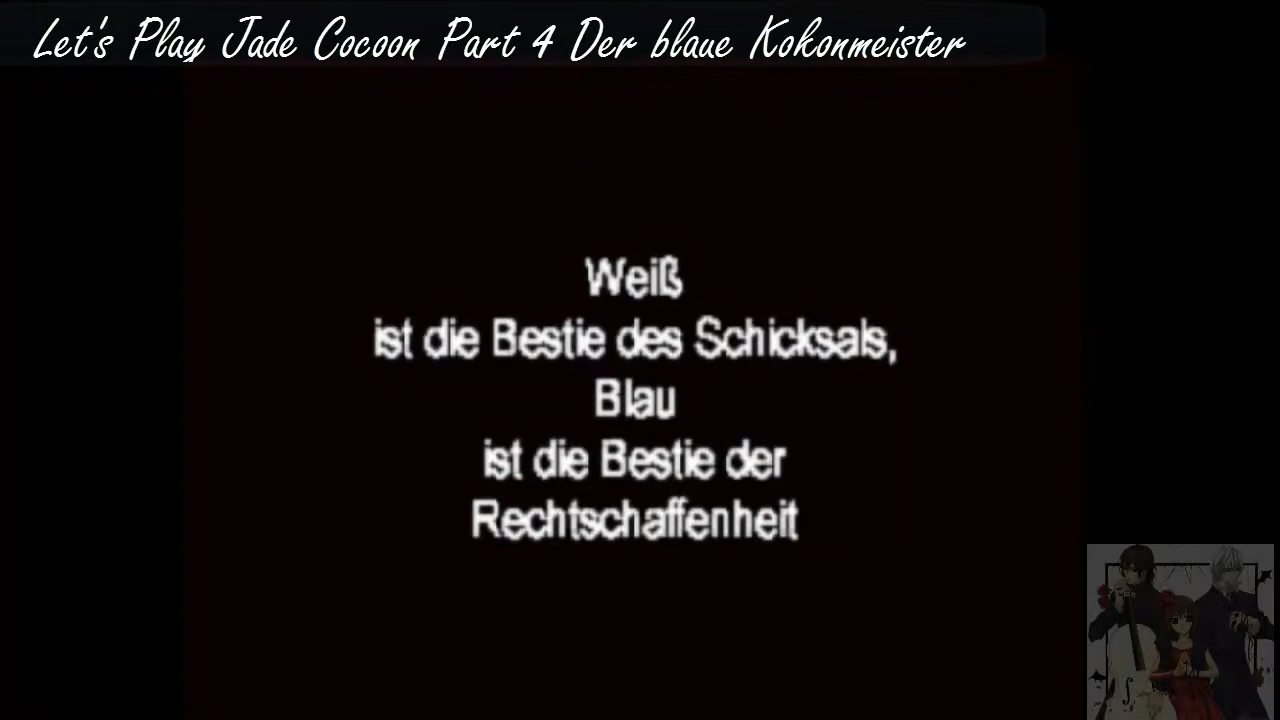 Let's Play Jade Cocoon Part 4 Der blaue Kokonmeister
Weiß
ist die Bestie des Schicksals,
Blau
ist die Bestie der
Rechtschaffenheit